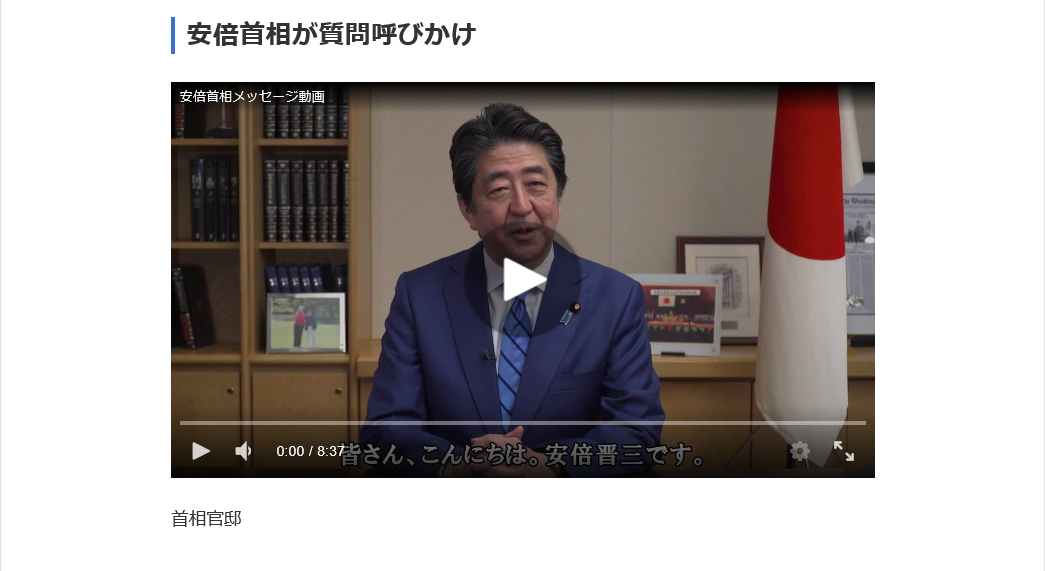 安倍首相が質問呼びかけ
安倍首相メッセージ動画
0:00 / 8:37
皆さん、こんにちは。安倍晋三です。
首相官邸